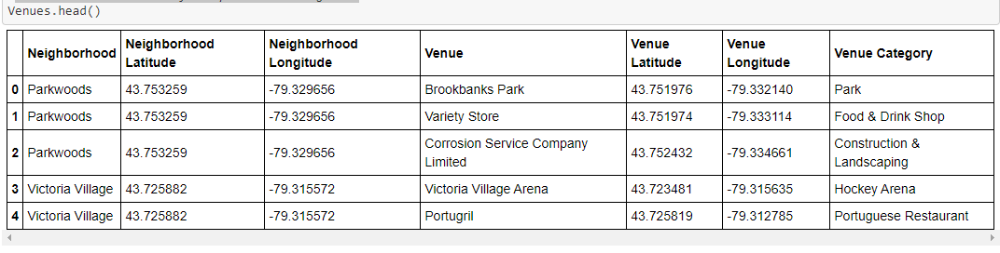 Venues.head()
Neighborhood Neighborhood Latitude Neighborhood Longitude Venue Venue Latitude Venue Longitude Venue Category
0 Parkwoods 43.753259 -79.329656 Brookbanks Park 43.751976 -79.332140 Park
1 Parkwoods 43.753259 -79.329656 Variety Store 43.751974 -79.333114 Food & Drink Shop
2 Parkwoods 43.753259 -79.329656 Corrosion Service Company Limited 43.752432 -79.334661 Construction & Landscaping
3 Victoria Village 43.725882 -79.315572 Victoria Village Arena 43.723481 -79.315635 Hockey Arena
4 Victoria Village 43.725882 -79.315572 Portugril 43.725819 -79.312785 Portuguese Restaurant